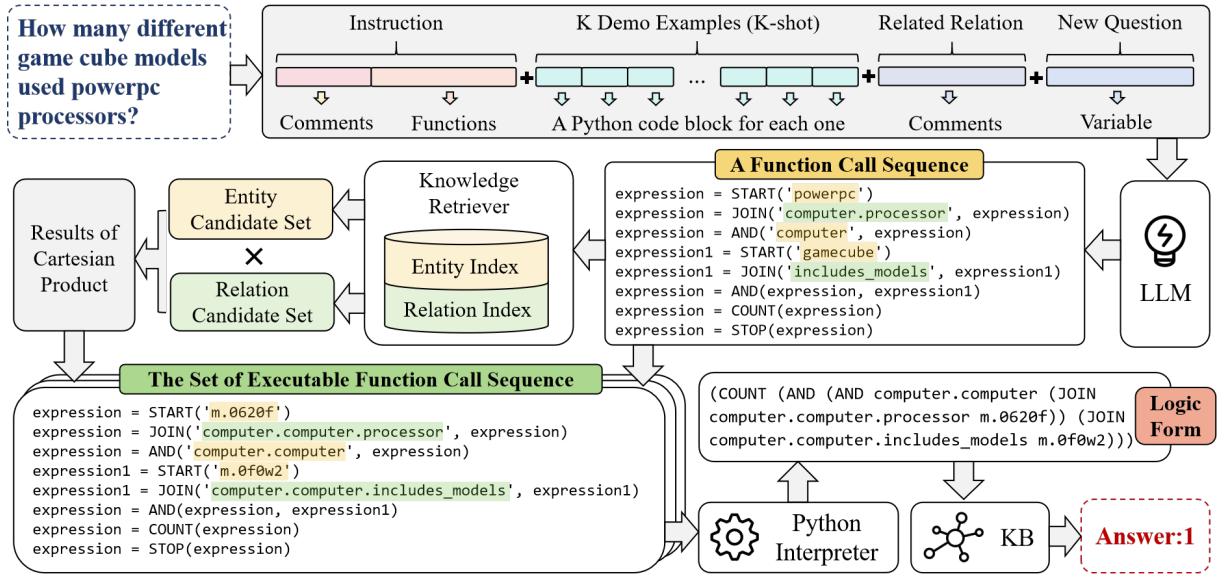 How many different
game cube models
used powerpc
processors?
Instruction
K Demo Examples (K-shot)
Related Relation
New Question
+
...
+
+
Comments
Functions
A Python code block for each one
Comments
Variable
A Function Call Sequence
expression = START('powerpc')
expression = JOIN('computer.processor', expression)
expression = AND('computer', expression)
expression1 = START('gamecube')
expression1 = JOIN('includes_models', expression1)
expression = AND(expression, expression1)
expression = COUNT(expression)
expression = STOP(expression)
LLM
Knowledge
Retriever
Entity Index
Relation Index
Entity
Candidate Set
×
Relation
Candidate Set
Results of
Cartesian
Product
The Set of Executable Function Call Sequence
expression = START('m.0620f')
expression = JOIN('computer.computer.processor', expression)
expression = AND('computer.computer', expression)
expression1 = START('m.0f0w2')
expression1 = JOIN('computer.computer.includes_models', expression1)
expression = AND(expression, expression1)
expression = COUNT(expression)
expression = STOP(expression)
(COUNT (AND (AND computer.computer (JOIN
computer.computer.processor m.0620f)) (JOIN
computer.computer.includes_models m.0f0w2)))
Logic
Form
Python
Interpreter
KB
Answer:1